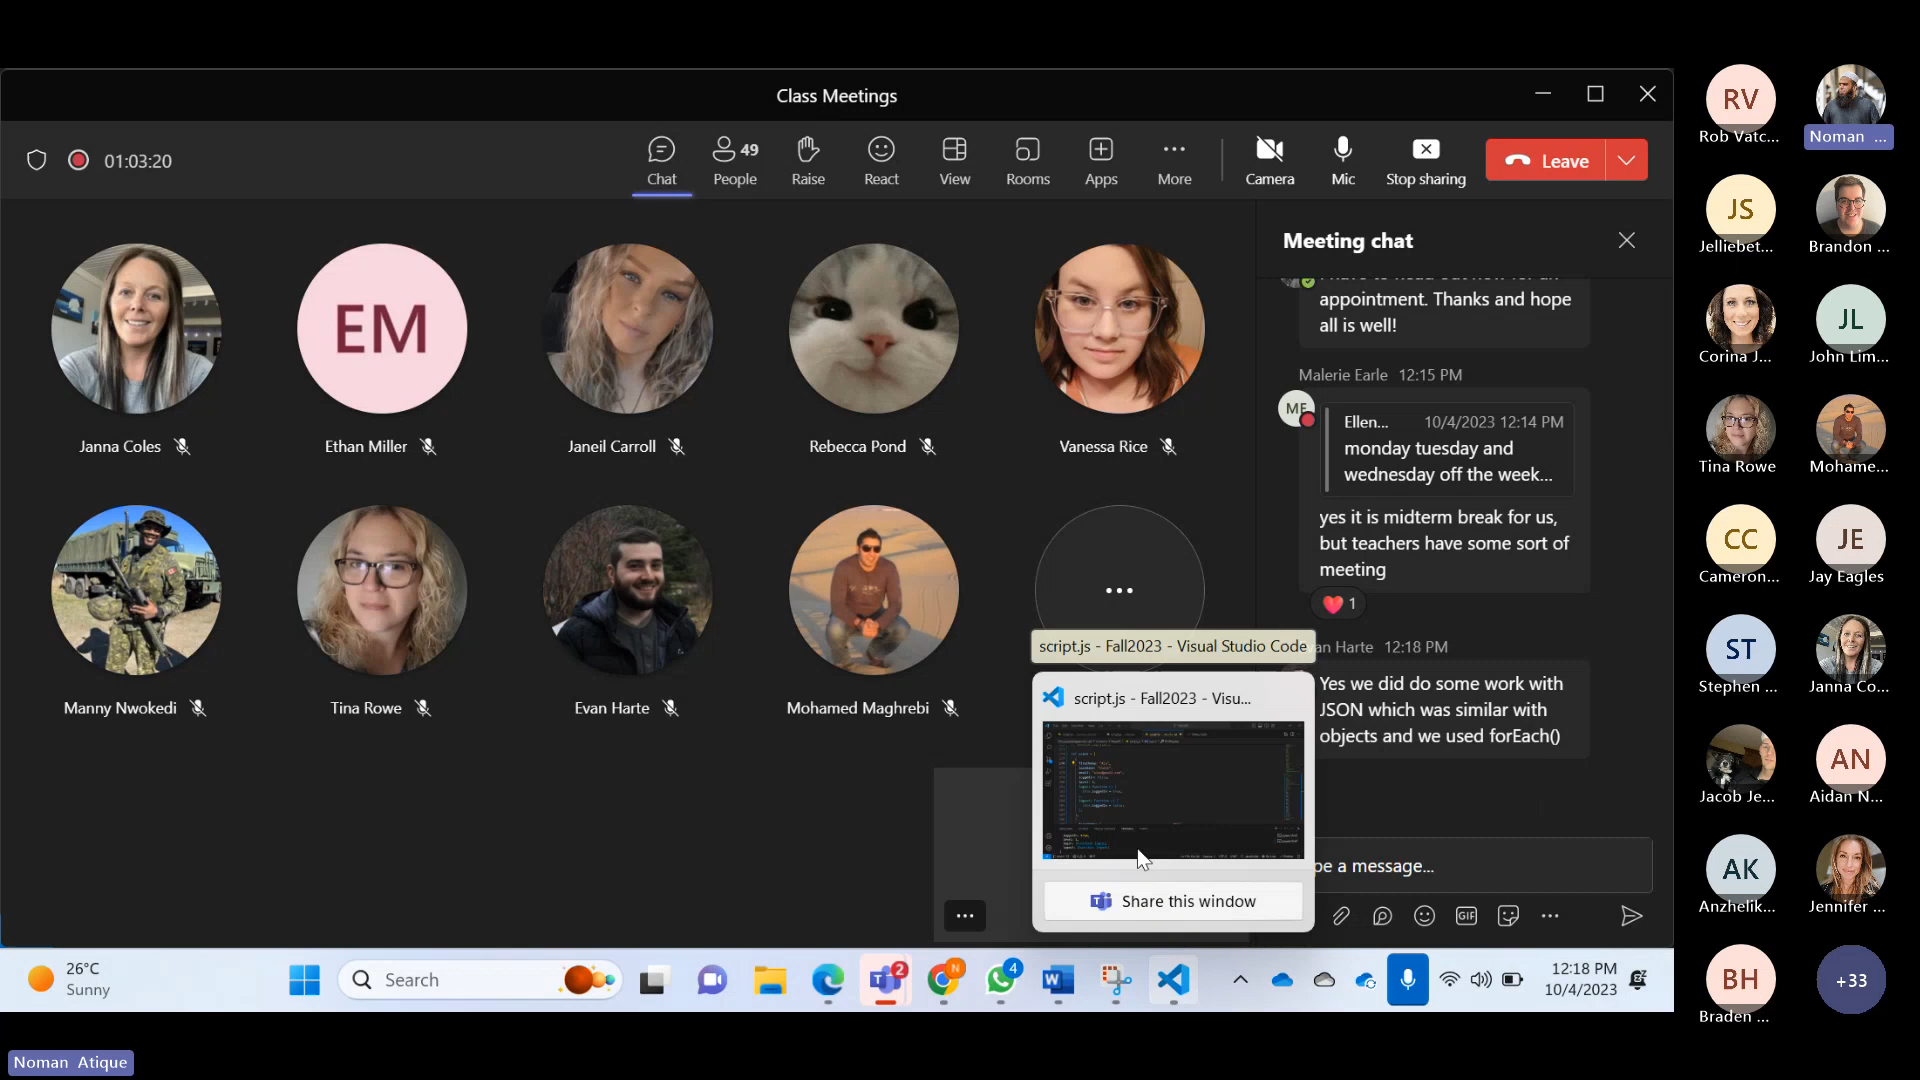 Class Meetings
01:03:20
Chat
49
People
Raise
React
View
Rooms
Apps
More
Camera
Mic
Stop sharing
Leave
Janna Coles
EM
Ethan Miller
Janeil Carroll
Rebecca Pond
Vanessa Rice
Manny Nwokedi
Tina Rowe
Evan Harte
Mohamed Maghrebi
Meeting chat
appointment. Thanks and hope
all is well!
Malerie Earle 12:15 PM
ME
Ellen... 10/4/2023 12:14 PM
monday tuesday and
wednesday off the week...
yes it is midterm break for us,
but teachers have some sort of
meeting
1
Harte 12:18 PM
Yes we did do some work with
JSON which was similar with
objects and we used forEach()
script.js - Fall2023 - Visual Studio Code
script.js - Fall2023 - Visu...
Share this window
a message...
GIF
RV
Rob Vatc...
Noman ...
JS
Jelliebet...
Brandon ...
Corina J...
JL
John Lim...
Tina Rowe
Mohame...
CC
Cameron...
JE
Jay Eagles
ST
Stephen ...
Janna Co...
Jacob Je...
AN
Aidan N...
AK
Anzhelik...
Jennifer ...
BH
Braden ...
+33
26°C
Sunny
Search
2
N
4
12:18 PM
10/4/2023
Noman Atique